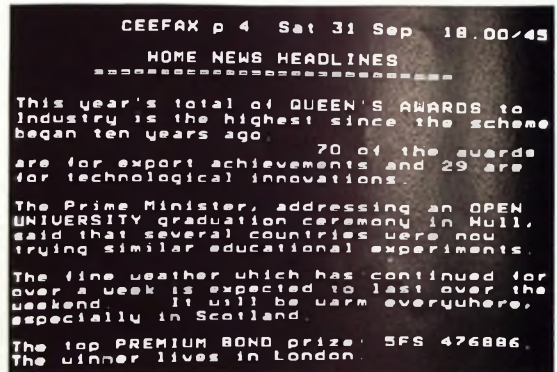 CEEFAX p 4 Sat 31 Sep 18.00/45
HOME NEWS HEADLINES
This year's total of QUEEN'S AWARDS to
Industry is the highest since the scheme
began ten years ago.
70 of the awards
are for export achievements and 29 are
for technological innovations.
The Prime Minister, addressing an OPEN
UNIVERSITY graduation ceremony in Hull,
said that several countries were now
trying similar educational experiments.
The fine weather which has continued for
over a week is expected to last over the
weekend. It will be warm everywhere,
especially in Scotland.
The top PREMIUM BOND prize: 5FS 476886.
The winner lives in London.